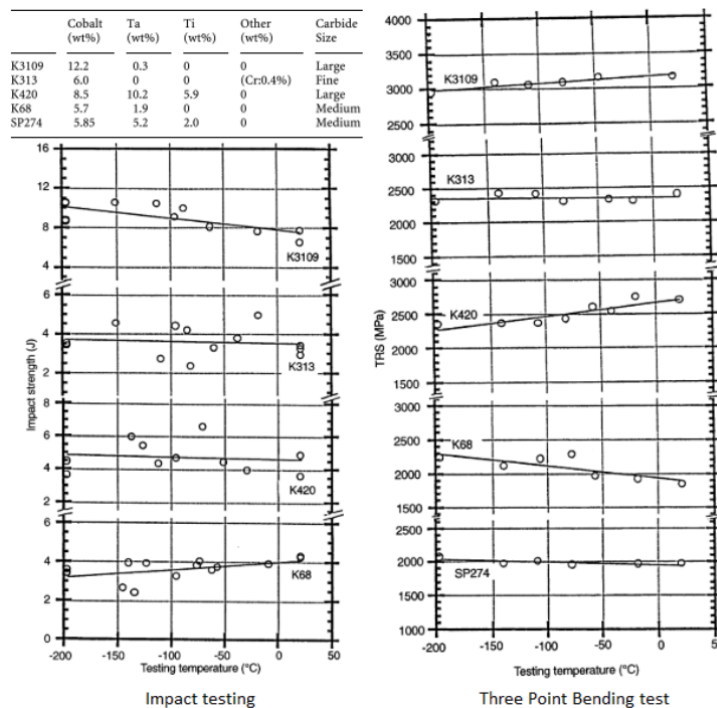 Cobalt Ta Ti Other Carbide
(wt%) (wt%) (wt%) (wt%) Size
K3109 12.2 0.3 0 0 Large
K313 6.0 0 0 (Cr:0.4%) Fine
K420 8.5 10.2 5.9 0 Large
K68 5.7 1.9 0 0 Medium
SP274 5.85 5.2 2.0 0 Medium
16
12
8
4
K3109
6
4
2
K313
8
6
4
2
K420
6
4
2
0
K68
Impact strength (J)
-200 -150 -100 -50 0 50
Testing temperature (°C)
Impact testing
4000
3500
3000
2500
K3109
3000
2500
2000
1500
K313
3000
2500
2000
1500
K420
3000
2500
2000
1500
K68
2500
2000
1500
1000
SP274
TRS (MPa)
-200 -150 -100 -50 0 5
Testing temperature (°C)
Three Point Bending test